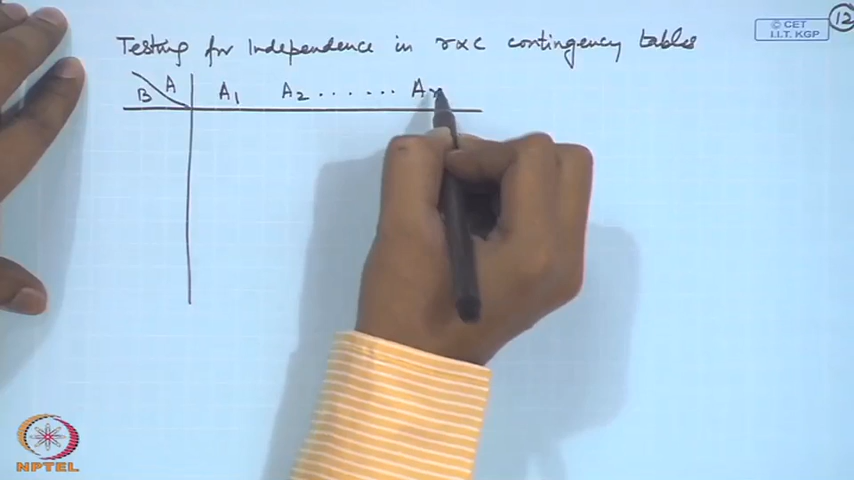 © CET
I.I.T. KGP
12
Testing for Independence in r×c contingency tables
A
B
A1 A2 ...... Ar
NPTEL